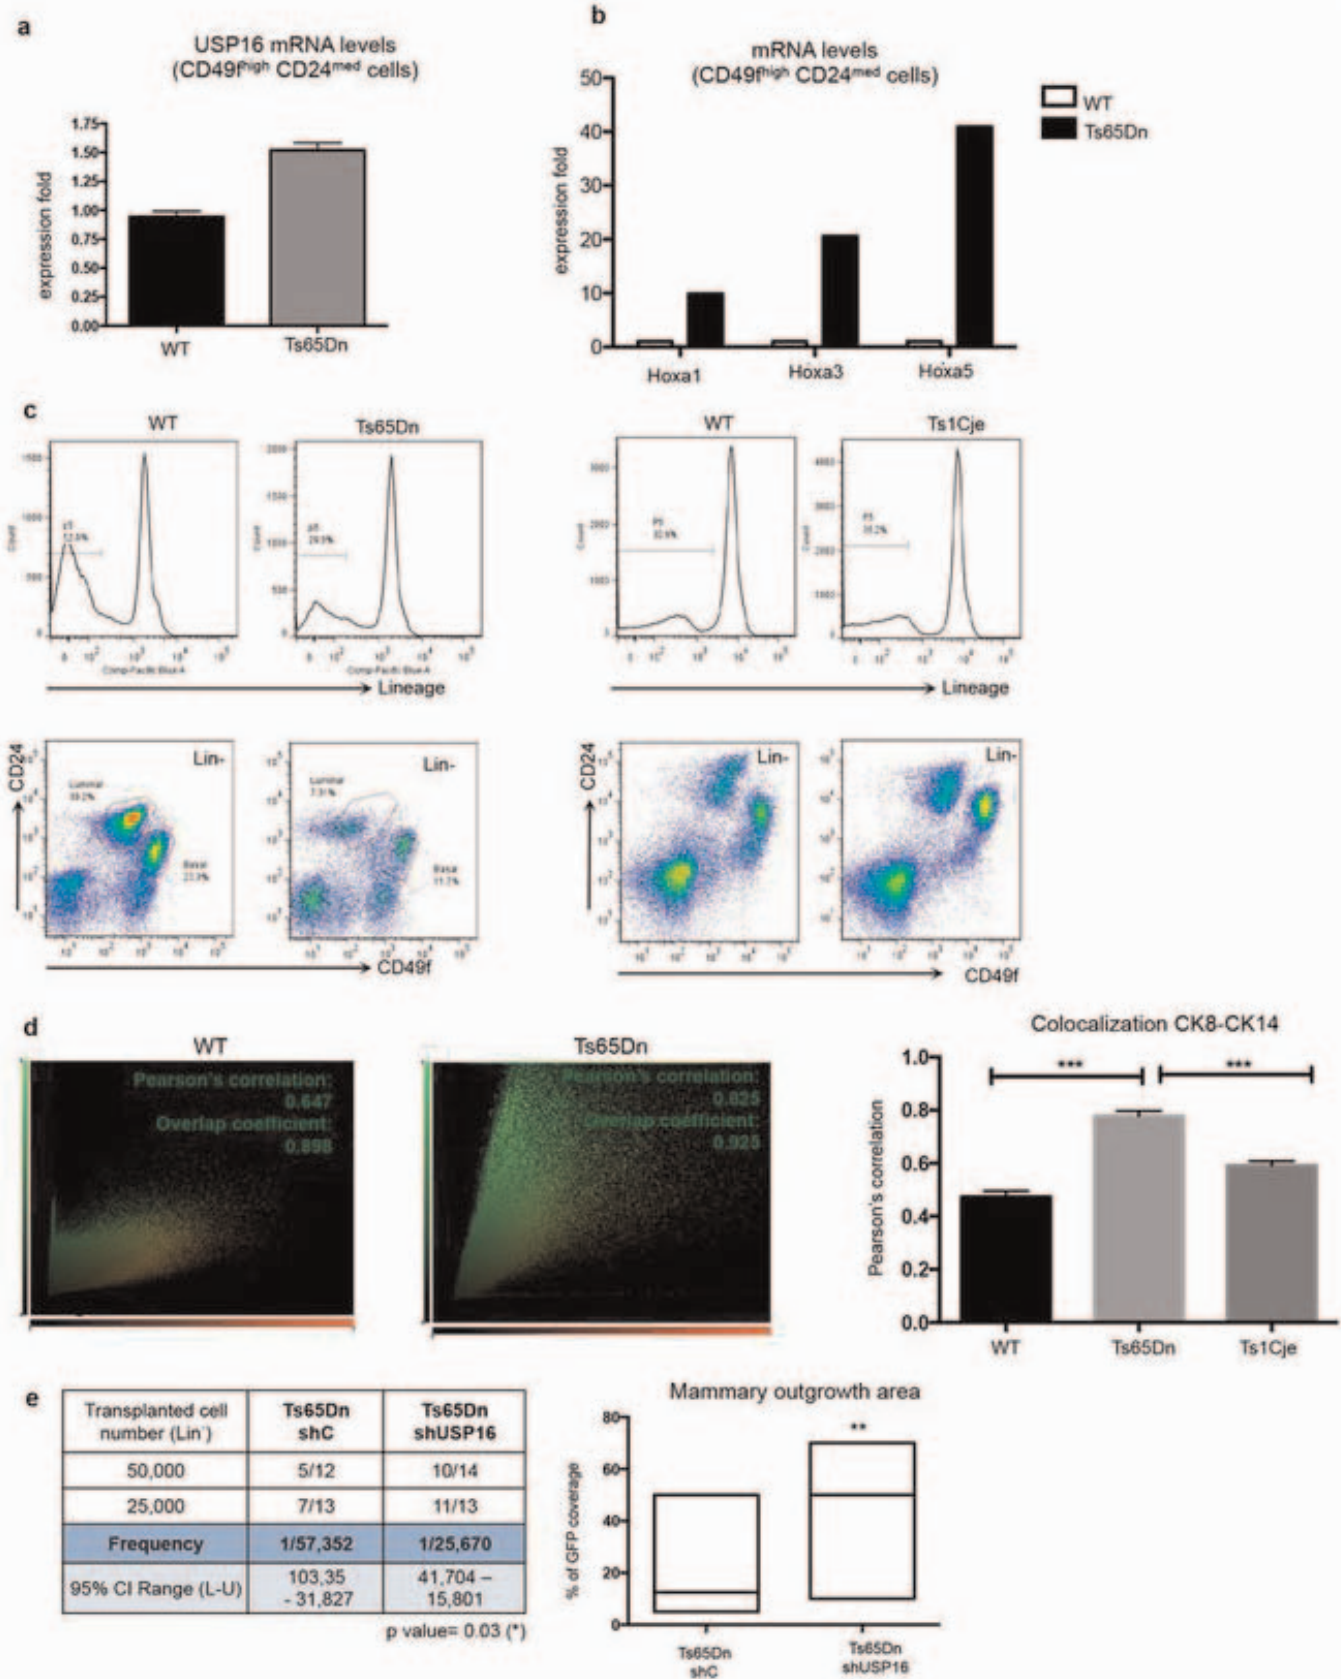 a
USP16 mRNA levels
(CD49fhigh CD24med cells)
expression fold
1.75
1.50
1.25
1.00
0.75
0.50
0.25
0.00
WT
Ts65Dn
b
mRNA levels
(CD49fhigh CD24med cells)
expression fold
50
40
30
20
10
0
Hoxa1
Hoxa3
Hoxa5
WT
Ts65Dn
c
WT
Ts65Dn
WT
Ts1Cje
Lineage
Lineage
CD24
Lin-
Luminal
Basal
Lin-
Luminal
7.31%
Basal
CD49f
CD24
Lin-
Lin-
CD49f
d
WT
Pearson's correlation:
0.647
Overlap coefficient:
0.898
Ts65Dn
Pearson's correlation:
0.825
Overlap coefficient:
0.925
Colocalization CK8-CK14
Pearson's correlation
1.0
0.8
0.6
0.4
0.2
0.0
***
***
WT
Ts65Dn
Ts1Cje
e
Transplanted cell number (Lin-) Ts65Dn shC Ts65Dn shUSP16
50,000 5/12 10/14
25,000 7/13 11/13
Frequency 1/57,352 1/25,670
95% CI Range (L-U) 103,35 - 31,827 41,704 – 15,801
p value= 0.03 (*)
Mammary outgrowth area
% of GFP coverage
80
60
40
20
0
**
Ts65Dn
shC
Ts65Dn
shUSP16